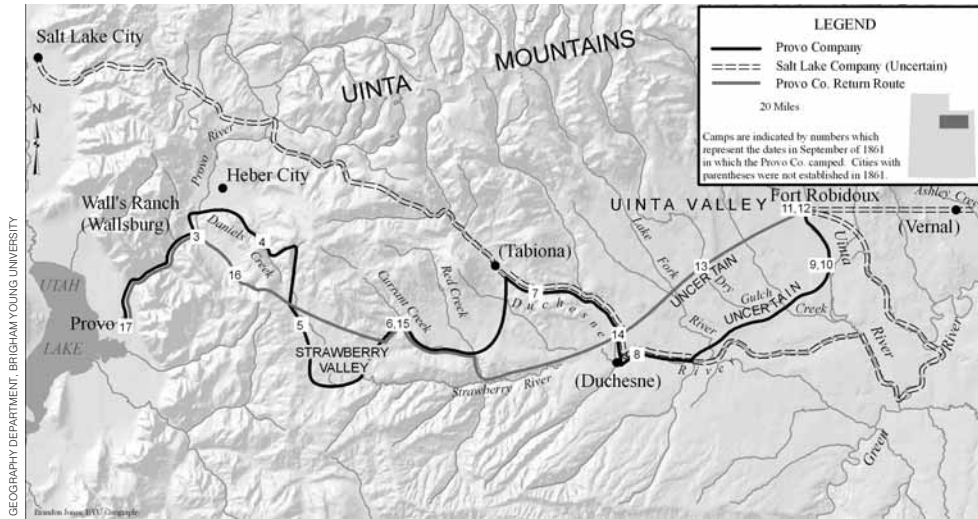 GEOGRAPHY DEPARTMENT, BRIGHAM YOUNG UNIVERSITY
Salt Lake City
UINTA
MOUNTAINS
LEGEND
Provo Company
Salt Lake Company (Uncertain)
Provo Co. Return Route
20 Miles
Camps are indicated by numbers which
represent the dates in September of 1861
in which the Provo Co. camped. Cities with
parentheses were not established in 1861.
N
Provo River
Heber City
Wall's Ranch
(Wallsburg)
UINTA VALLEY
Fort Robidoux
11, 12
Ashley
(Vernal)
3
Daniels Creek
4
16
(Tabiona)
Lake Fork River
13
UNCERTAIN
Dry Gulch Creek
UNCERTAIN
9,10
Uinta River
UTAH
LAKE
Provo
17
5
Currant Creek
6,15
Red Creek
7
Duchesne
14
STRAWBERRY
VALLEY
8
Rive
River
(Duchesne)
Strawberry River
Green
Brandon Jones, BYU Geography